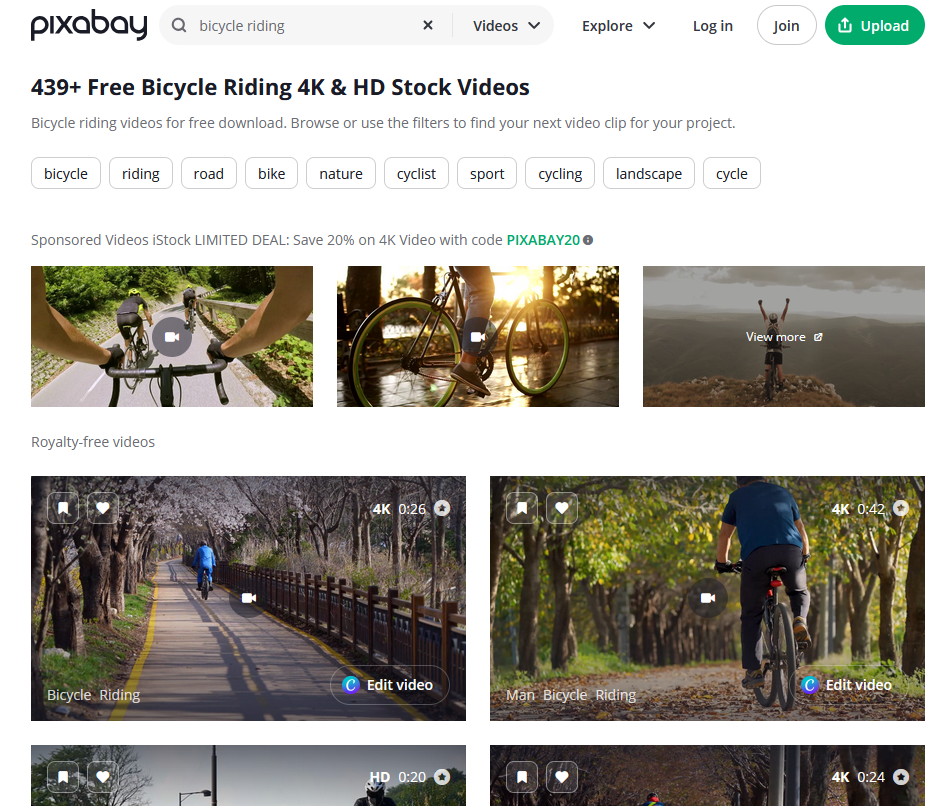 pixabay bicycle riding Videos Explore Log in Join Upload
439+ Free Bicycle Riding 4K & HD Stock Videos
Bicycle riding videos for free download. Browse or use the filters to find your next video clip for your project.
bicycle riding road bike nature cyclist sport cycling landscape cycle
Sponsored Videos iStock LIMITED DEAL: Save 20% on 4K Video with code PIXABAY20
View more
Royalty-free videos
4K 0:26
4K 0:42
Bicycle Riding Edit video
Man Bicycle Riding Edit video
HD 0:20
4K 0:24